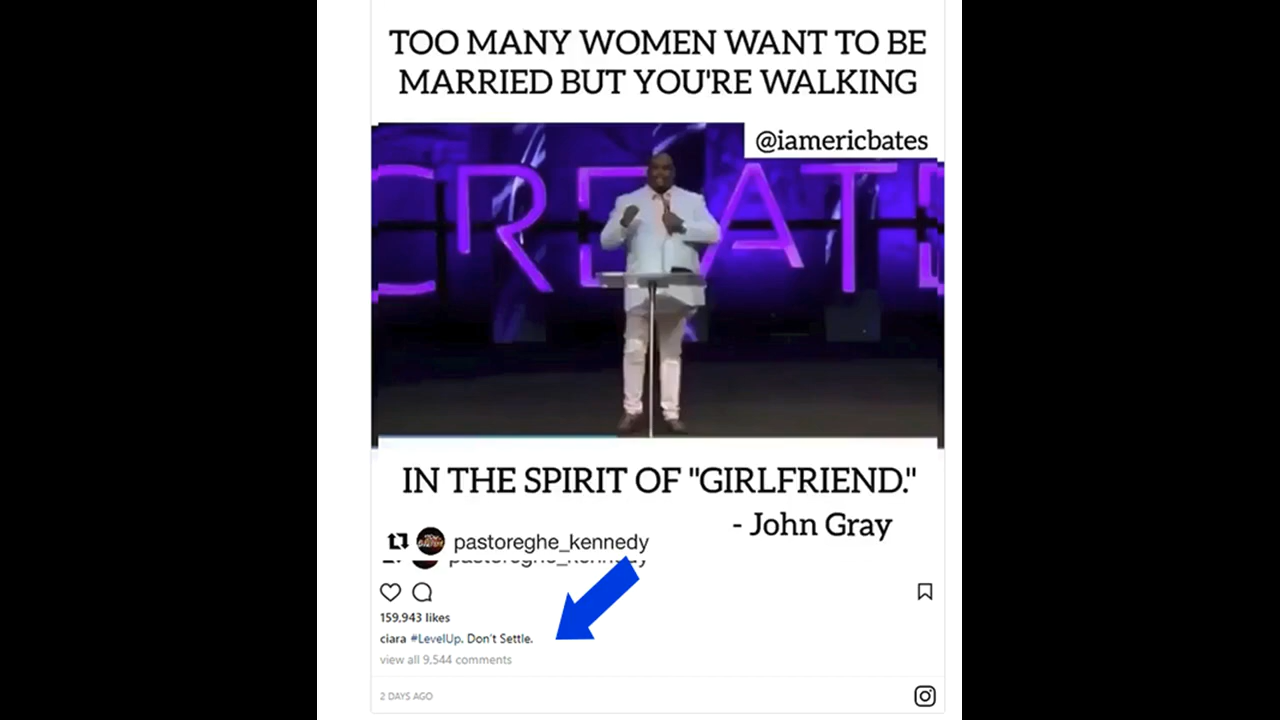 TOO MANY WOMEN WANT TO BE
MARRIED BUT YOU'RE WALKING
@iamericbates
CREATE
IN THE SPIRIT OF "GIRLFRIEND."
- John Gray
pastoreghe_kennedy
pastoreghe_kennedy
159,943 likes
ciara #LevelUp. Don't Settle.
view all 9,544 comments
2 DAYS AGO